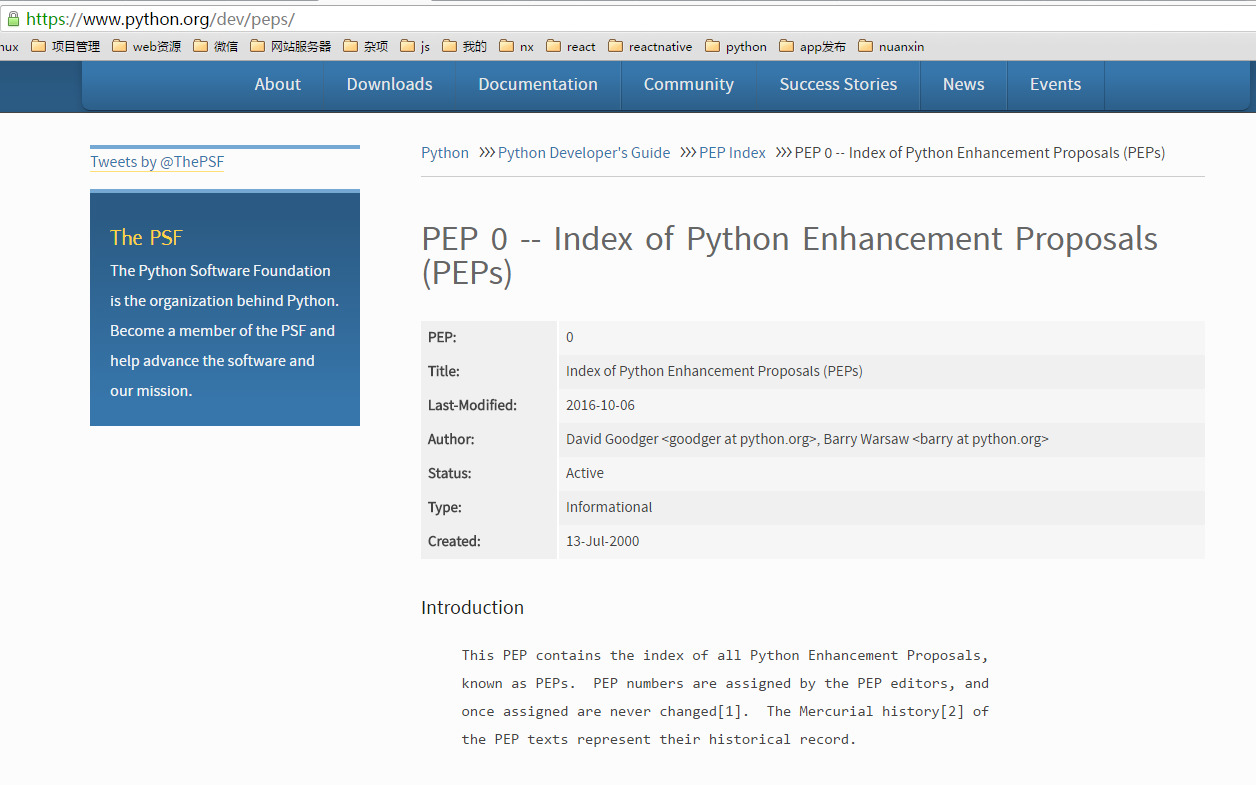 https://www.python.org/dev/peps/
项目管理 web资源 微信 网站服务器 杂项 js 我的 nx react reactnative python app发布 nuanxin
About Downloads Documentation Community Success Stories News Events
Tweets by @ThePSF
The PSF
The Python Software Foundation
is the organization behind Python.
Become a member of the PSF and
help advance the software and
our mission.
Python >>> Python Developer's Guide >>> PEP Index >>> PEP 0 -- Index of Python Enhancement Proposals (PEPs)
PEP 0 -- Index of Python Enhancement Proposals
(PEPs)
PEP: 0
Title: Index of Python Enhancement Proposals (PEPs)
Last-Modified: 2016-10-06
Author: David Goodger <goodger at python.org>, Barry Warsaw <barry at python.org>
Status: Active
Type: Informational
Created: 13-Jul-2000
Introduction
This PEP contains the index of all Python Enhancement Proposals,
known as PEPs.  PEP numbers are assigned by the PEP editors, and
once assigned are never changed[1].  The Mercurial history[2] of
the PEP texts represent their historical record.